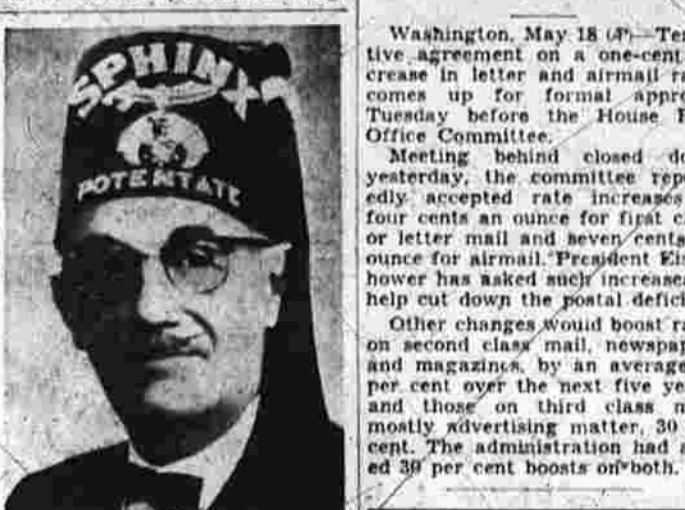 SPHINX
POTENTATE
Washington, May 18 (AP)—Ten
tive agreement on a one-cent
crease in letter and airmail ra
comes up for formal appro
Tuesday before the House P
Office Committee.
Meeting behind closed do
yesterday, the committee repo
edly accepted rate increases
four cents an ounce for first c
or letter mail and seven cents
ounce for airmail. President Eis
hower has asked such increases
help cut down the postal defici
Other changes would boost ra
on second class mail, newspap
and magazines, by an average
per cent over the next five ye
and those on third class m
mostly advertising matter, 30
cent. The administration had a
ed 30 per cent boosts on both.